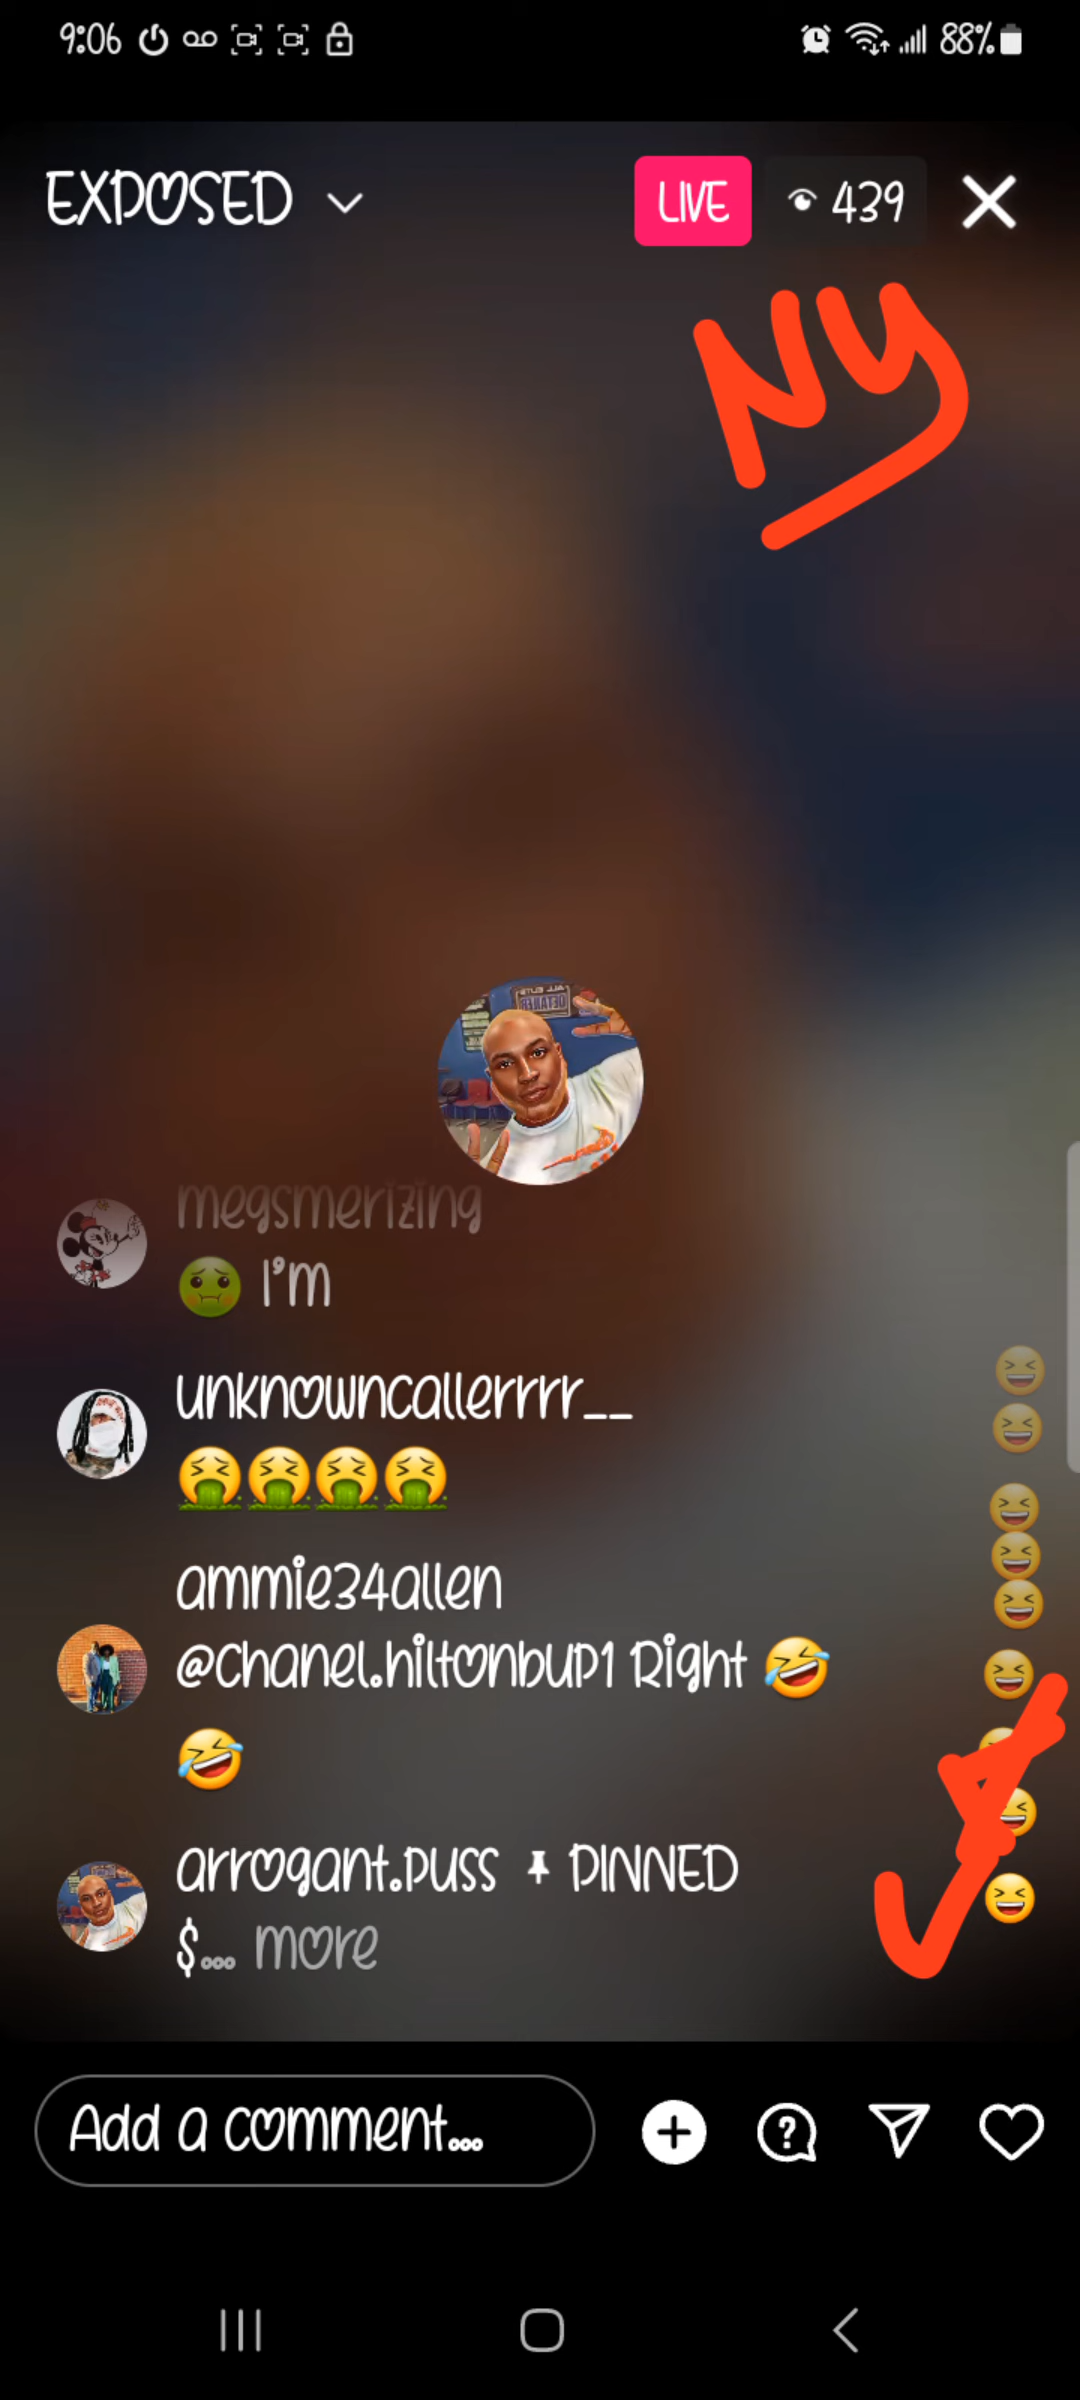 9:06 88%
EXPOSED LIVE 439
NY
megsmerizing
🤢 I'm
unknowncallerrrr__
🤮🤮🤮🤮
ammie34allen
@chanel.hiltonbup1 Right 🤣
🤣
arrogant.puss PINNED
$... more
Add a comment...